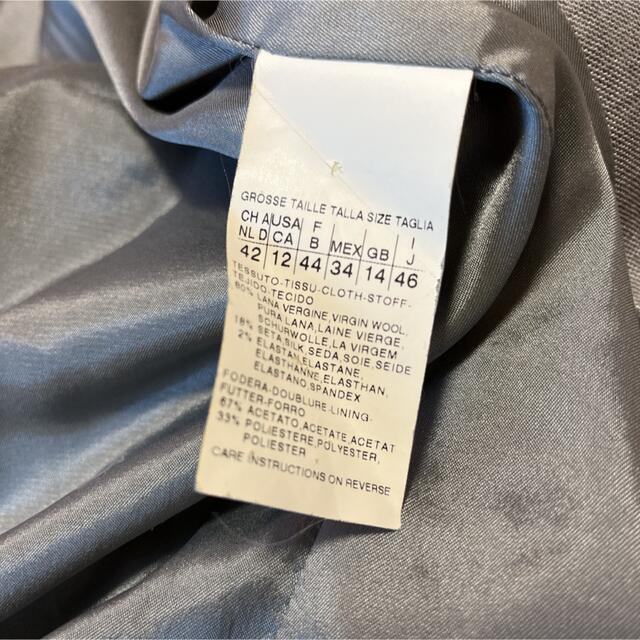 GRÖSSE TAILLE TALLA SIZE TAGLIA
CH A USA F I
NL D CA B MEX GB J
42 12 44 34 14 46
TESSUTO-TISSU-CLOTH-STOFF-
TEJIDO-TECIDO
80% LANA VERGINE,VIRGIN WOOL,
PURA LANA,LAINE VIERGE,
SCHURWOLLE,LA VIRGEM
18% SETA,SILK,SEDA,SOIE,SEIDE
2% ELASTAN,ELASTANE,
ELASTHANNE,ELASTHAN,
ELASTANO,SPANDEX
FODERA-DOUBLURE-LINING-
FUTTER-FORRO
67% ACETATO,ACETATE,ACETAT
33% POLIESTERE,POLYESTER,
POLIESTER
CARE INSTRUCTIONS ON REVERSE